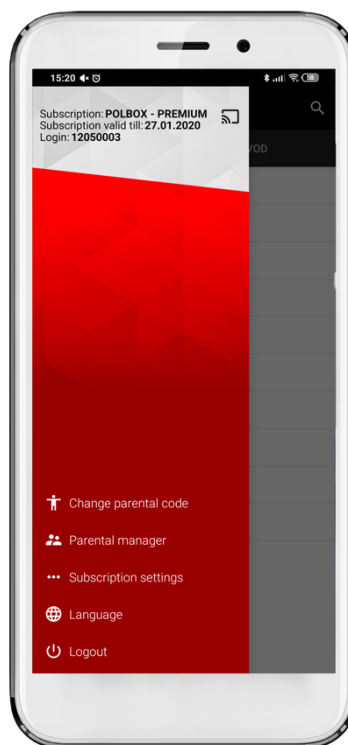 15:20
58
Subscription: POLBOX - PREMIUM
Subscription valid till: 27.01.2020
Login: 12050003
VOD
Change parental code
Parental manager
Subscription settings
Language
Logout